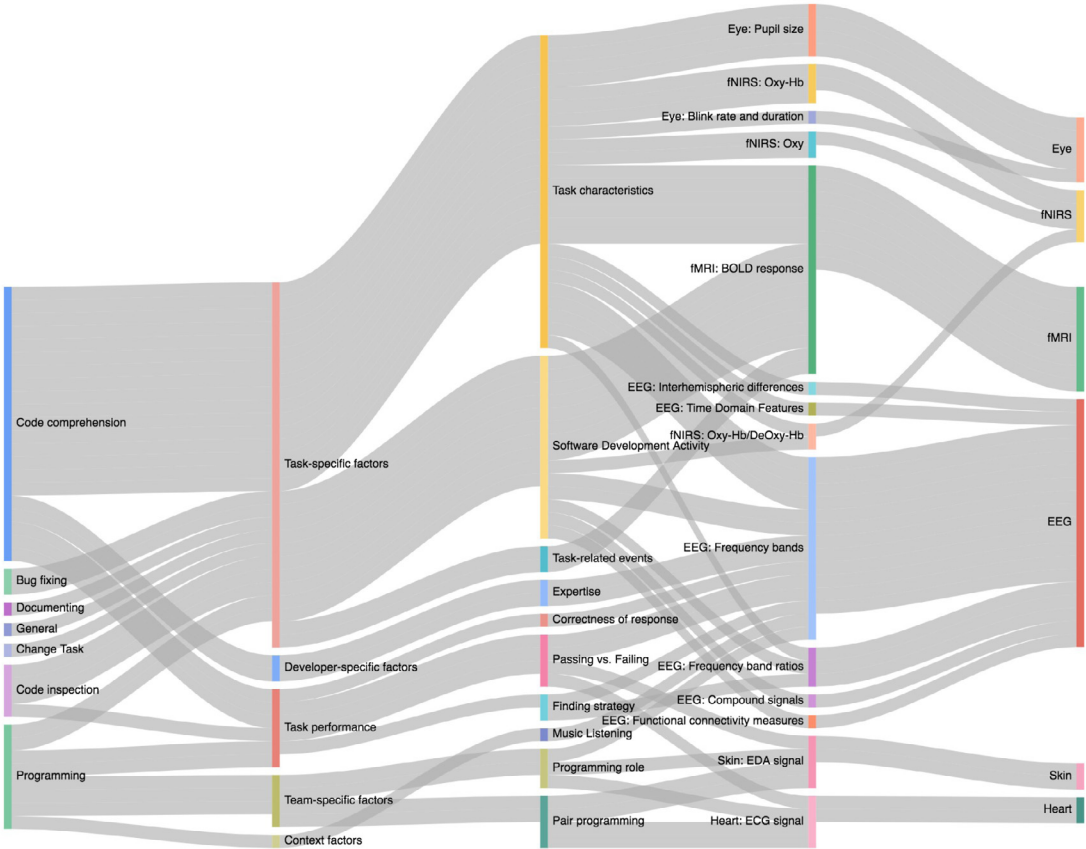 Code comprehension
Bug fixing
Documenting
General
Change Task
Code inspection
Programming
Task-specific factors
Developer-specific factors
Task performance
Team-specific factors
Context factors
Task characteristics
Software Development Activity
Task-related events
Expertise
Correctness of response
Passing vs. Failing
Finding strategy
Music Listening
Programming role
Pair programming
Eye: Pupil size
fNIRS: Oxy-Hb
Eye: Blink rate and duration
fNIRS: Oxy
fMRI: BOLD response
EEG: Interhemispheric differences
EEG: Time Domain Features
fNIRS: Oxy-Hb/DeOxy-Hb
EEG: Frequency bands
EEG: Frequency band ratios
EEG: Compound signals
EEG: Functional connectivity measures
Skin: EDA signal
Heart: ECG signal
Eye
fNIRS
fMRI
EEG
Skin
Heart